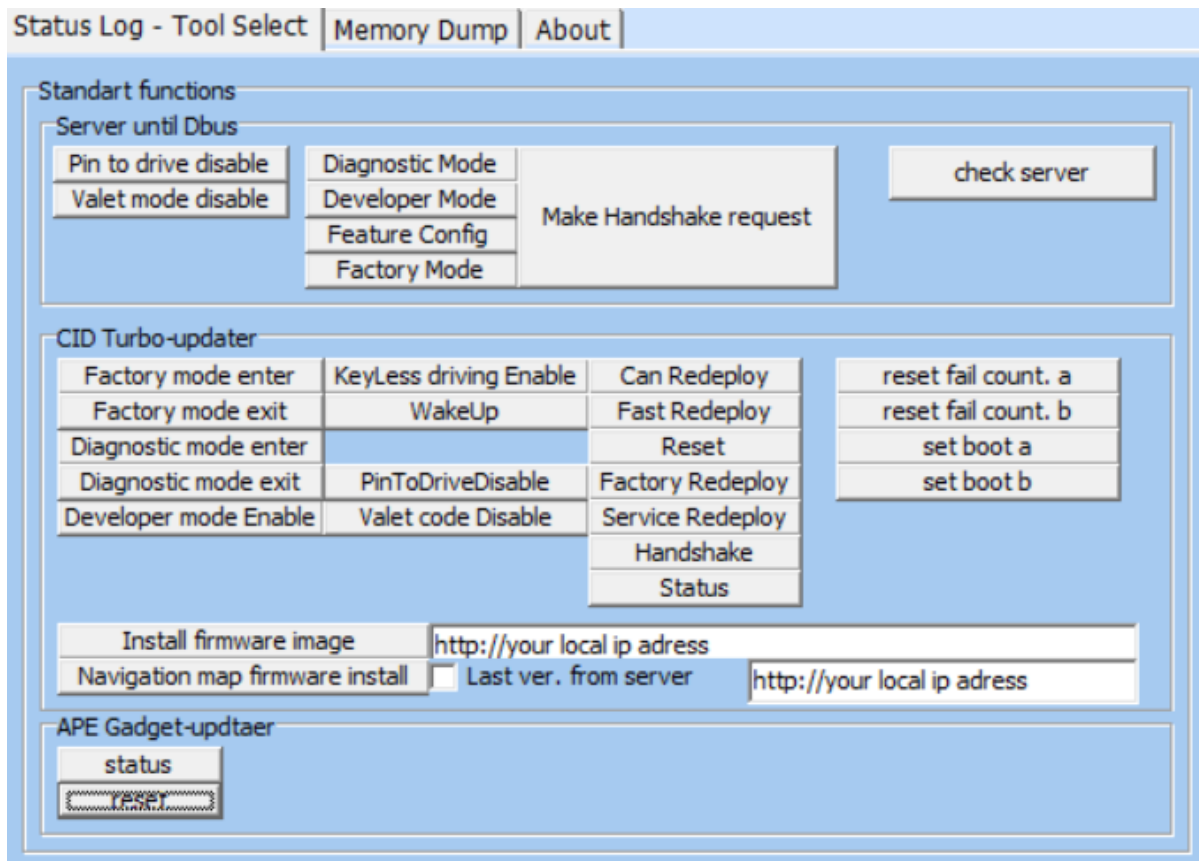 Status Log - Tool Select
Memory Dump
About
Standart functions
Server until Dbus
Pin to drive disable
Valet mode disable
Diagnostic Mode
Developer Mode
Feature Config
Factory Mode
Make Handshake request
check server
CID Turbo-updater
Factory mode enter
Factory mode exit
Diagnostic mode enter
Diagnostic mode exit
Developer mode Enable
KeyLess driving Enable
WakeUp
PinToDriveDisable
Valet code Disable
Can Redeploy
Fast Redeploy
Reset
Factory Redeploy
Service Redeploy
Handshake
Status
reset fail count. a
reset fail count. b
set boot a
set boot b
Install firmware image
http://your local ip adress
Navigation map firmware install
Last ver. from server
http://your local ip adress
APE Gadget-updtaer
status
reset